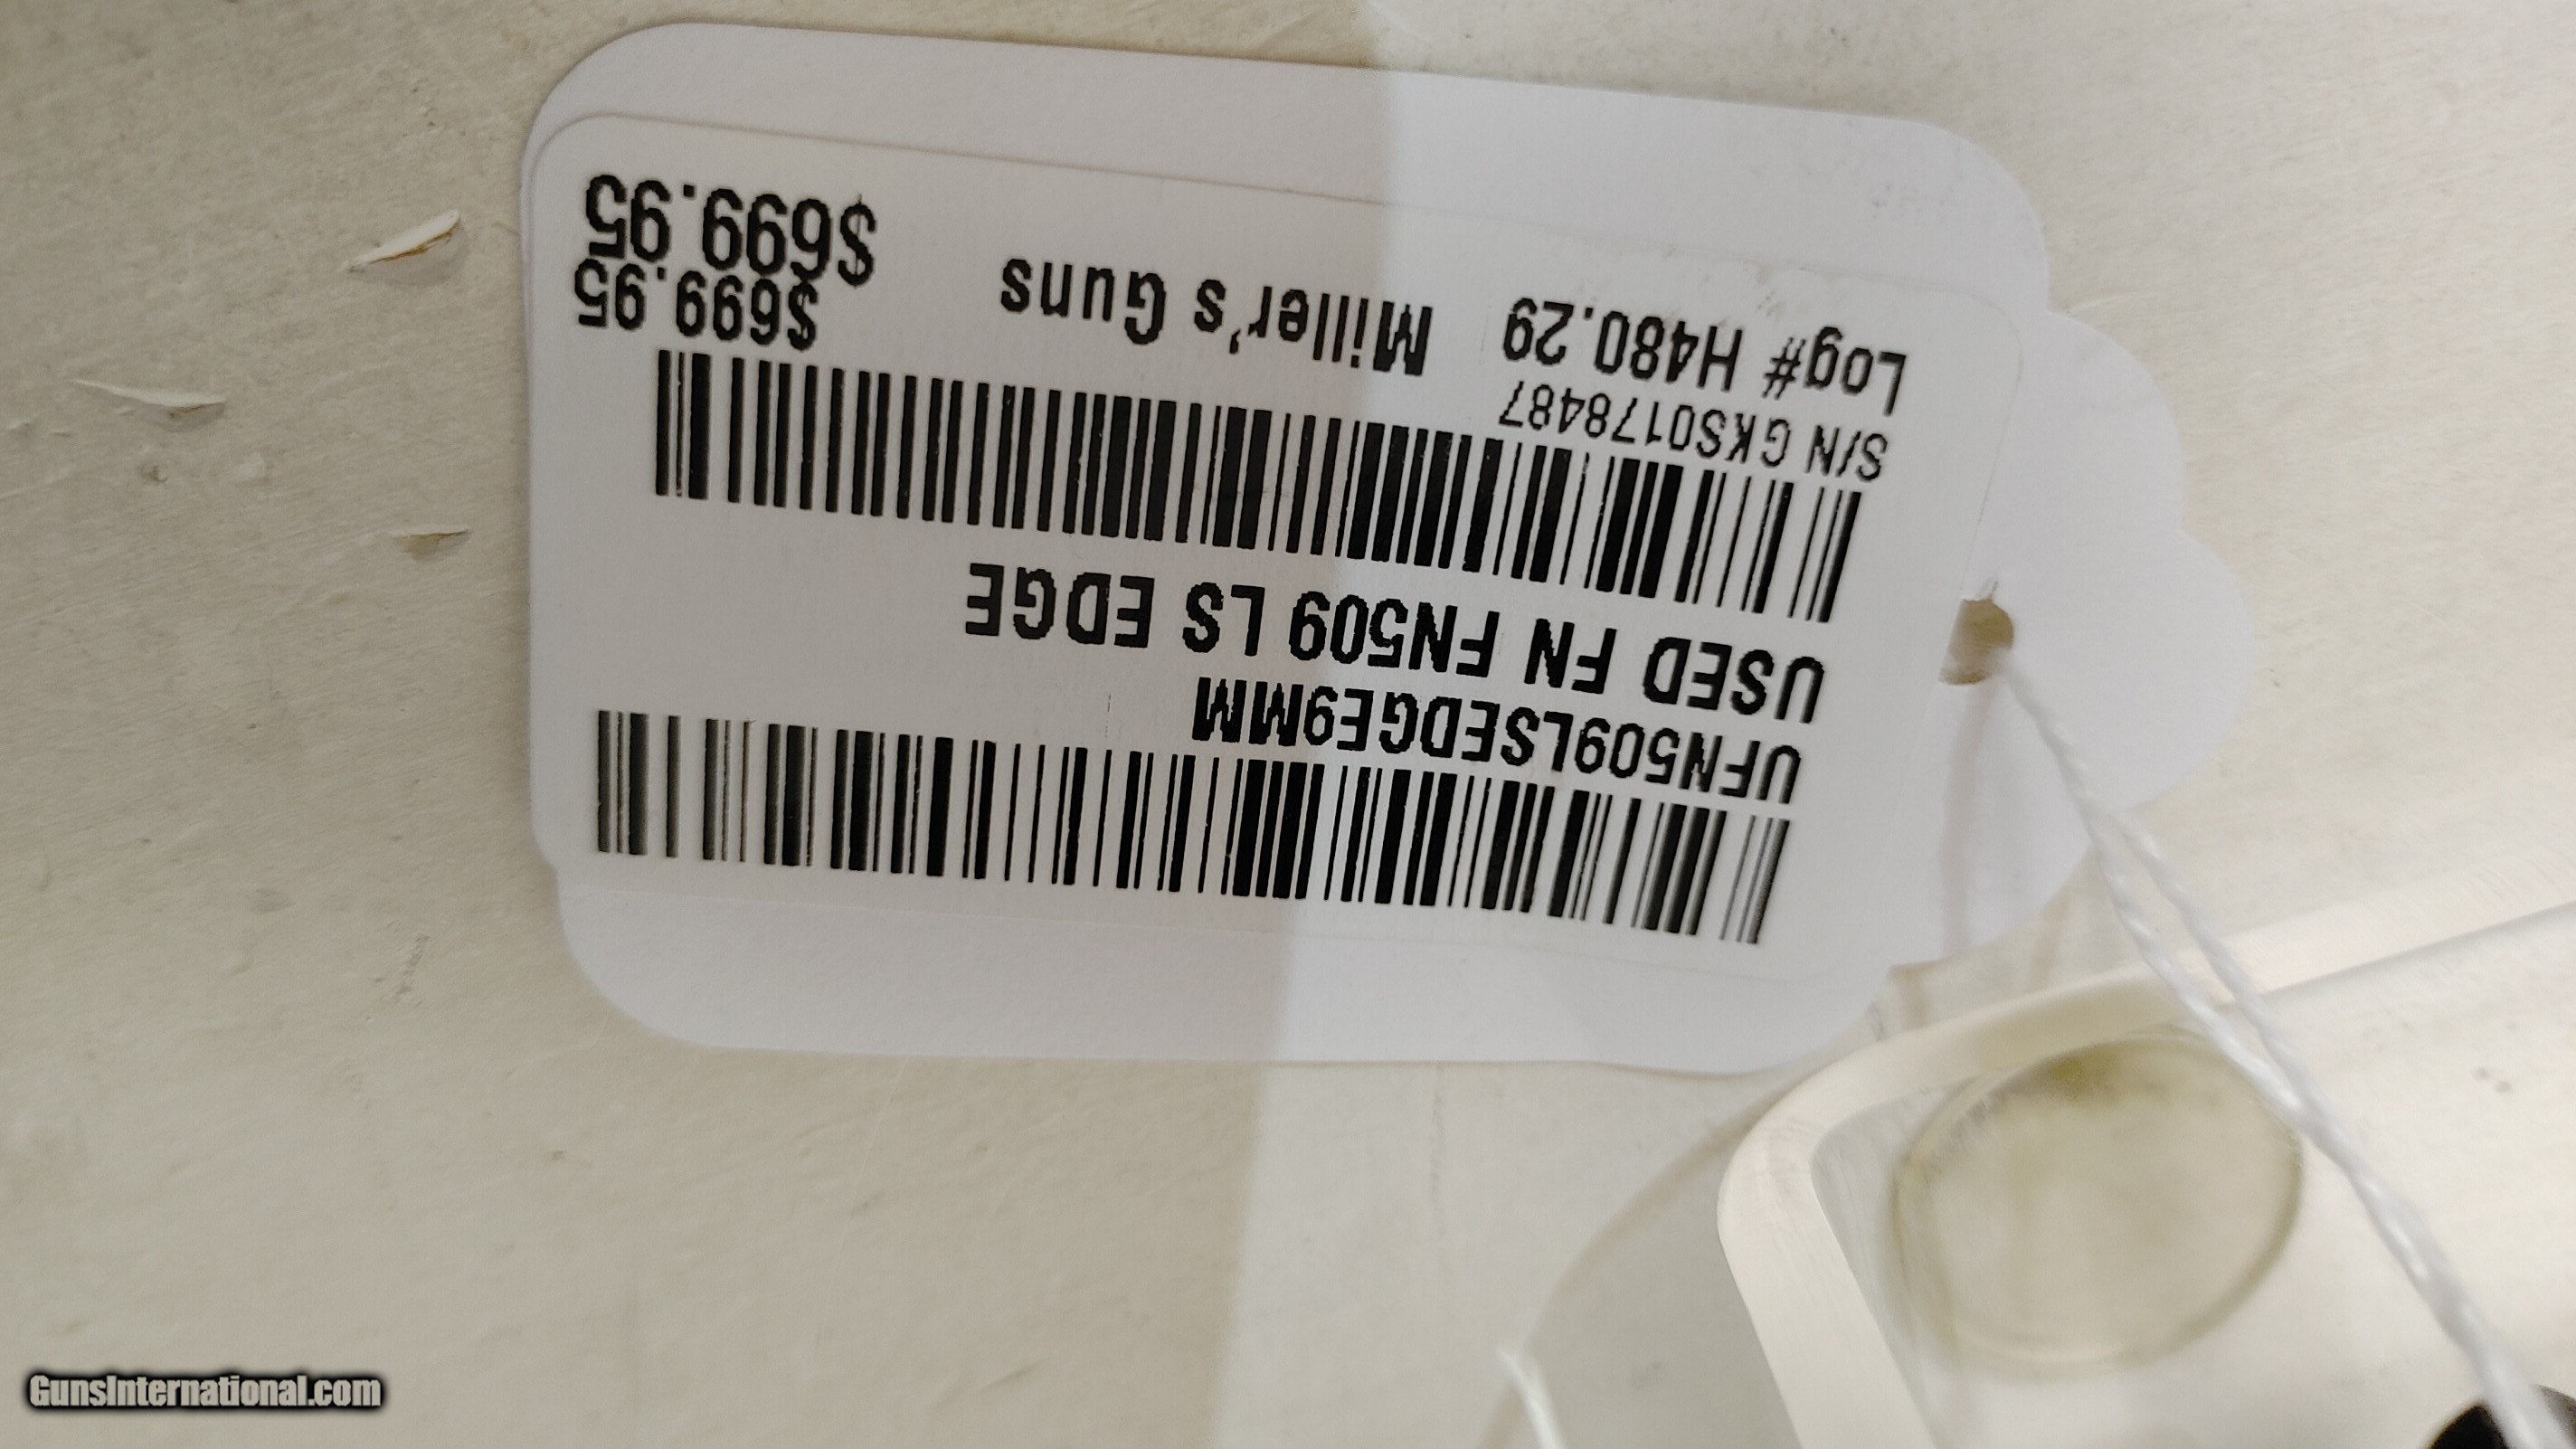 UFN509LSEDGE9MM
USED FN FN509 LS EDGE
S/N GKS0178487
$699.95
Log# H480.29 Miller's Guns $699.95
GunsInternational.com